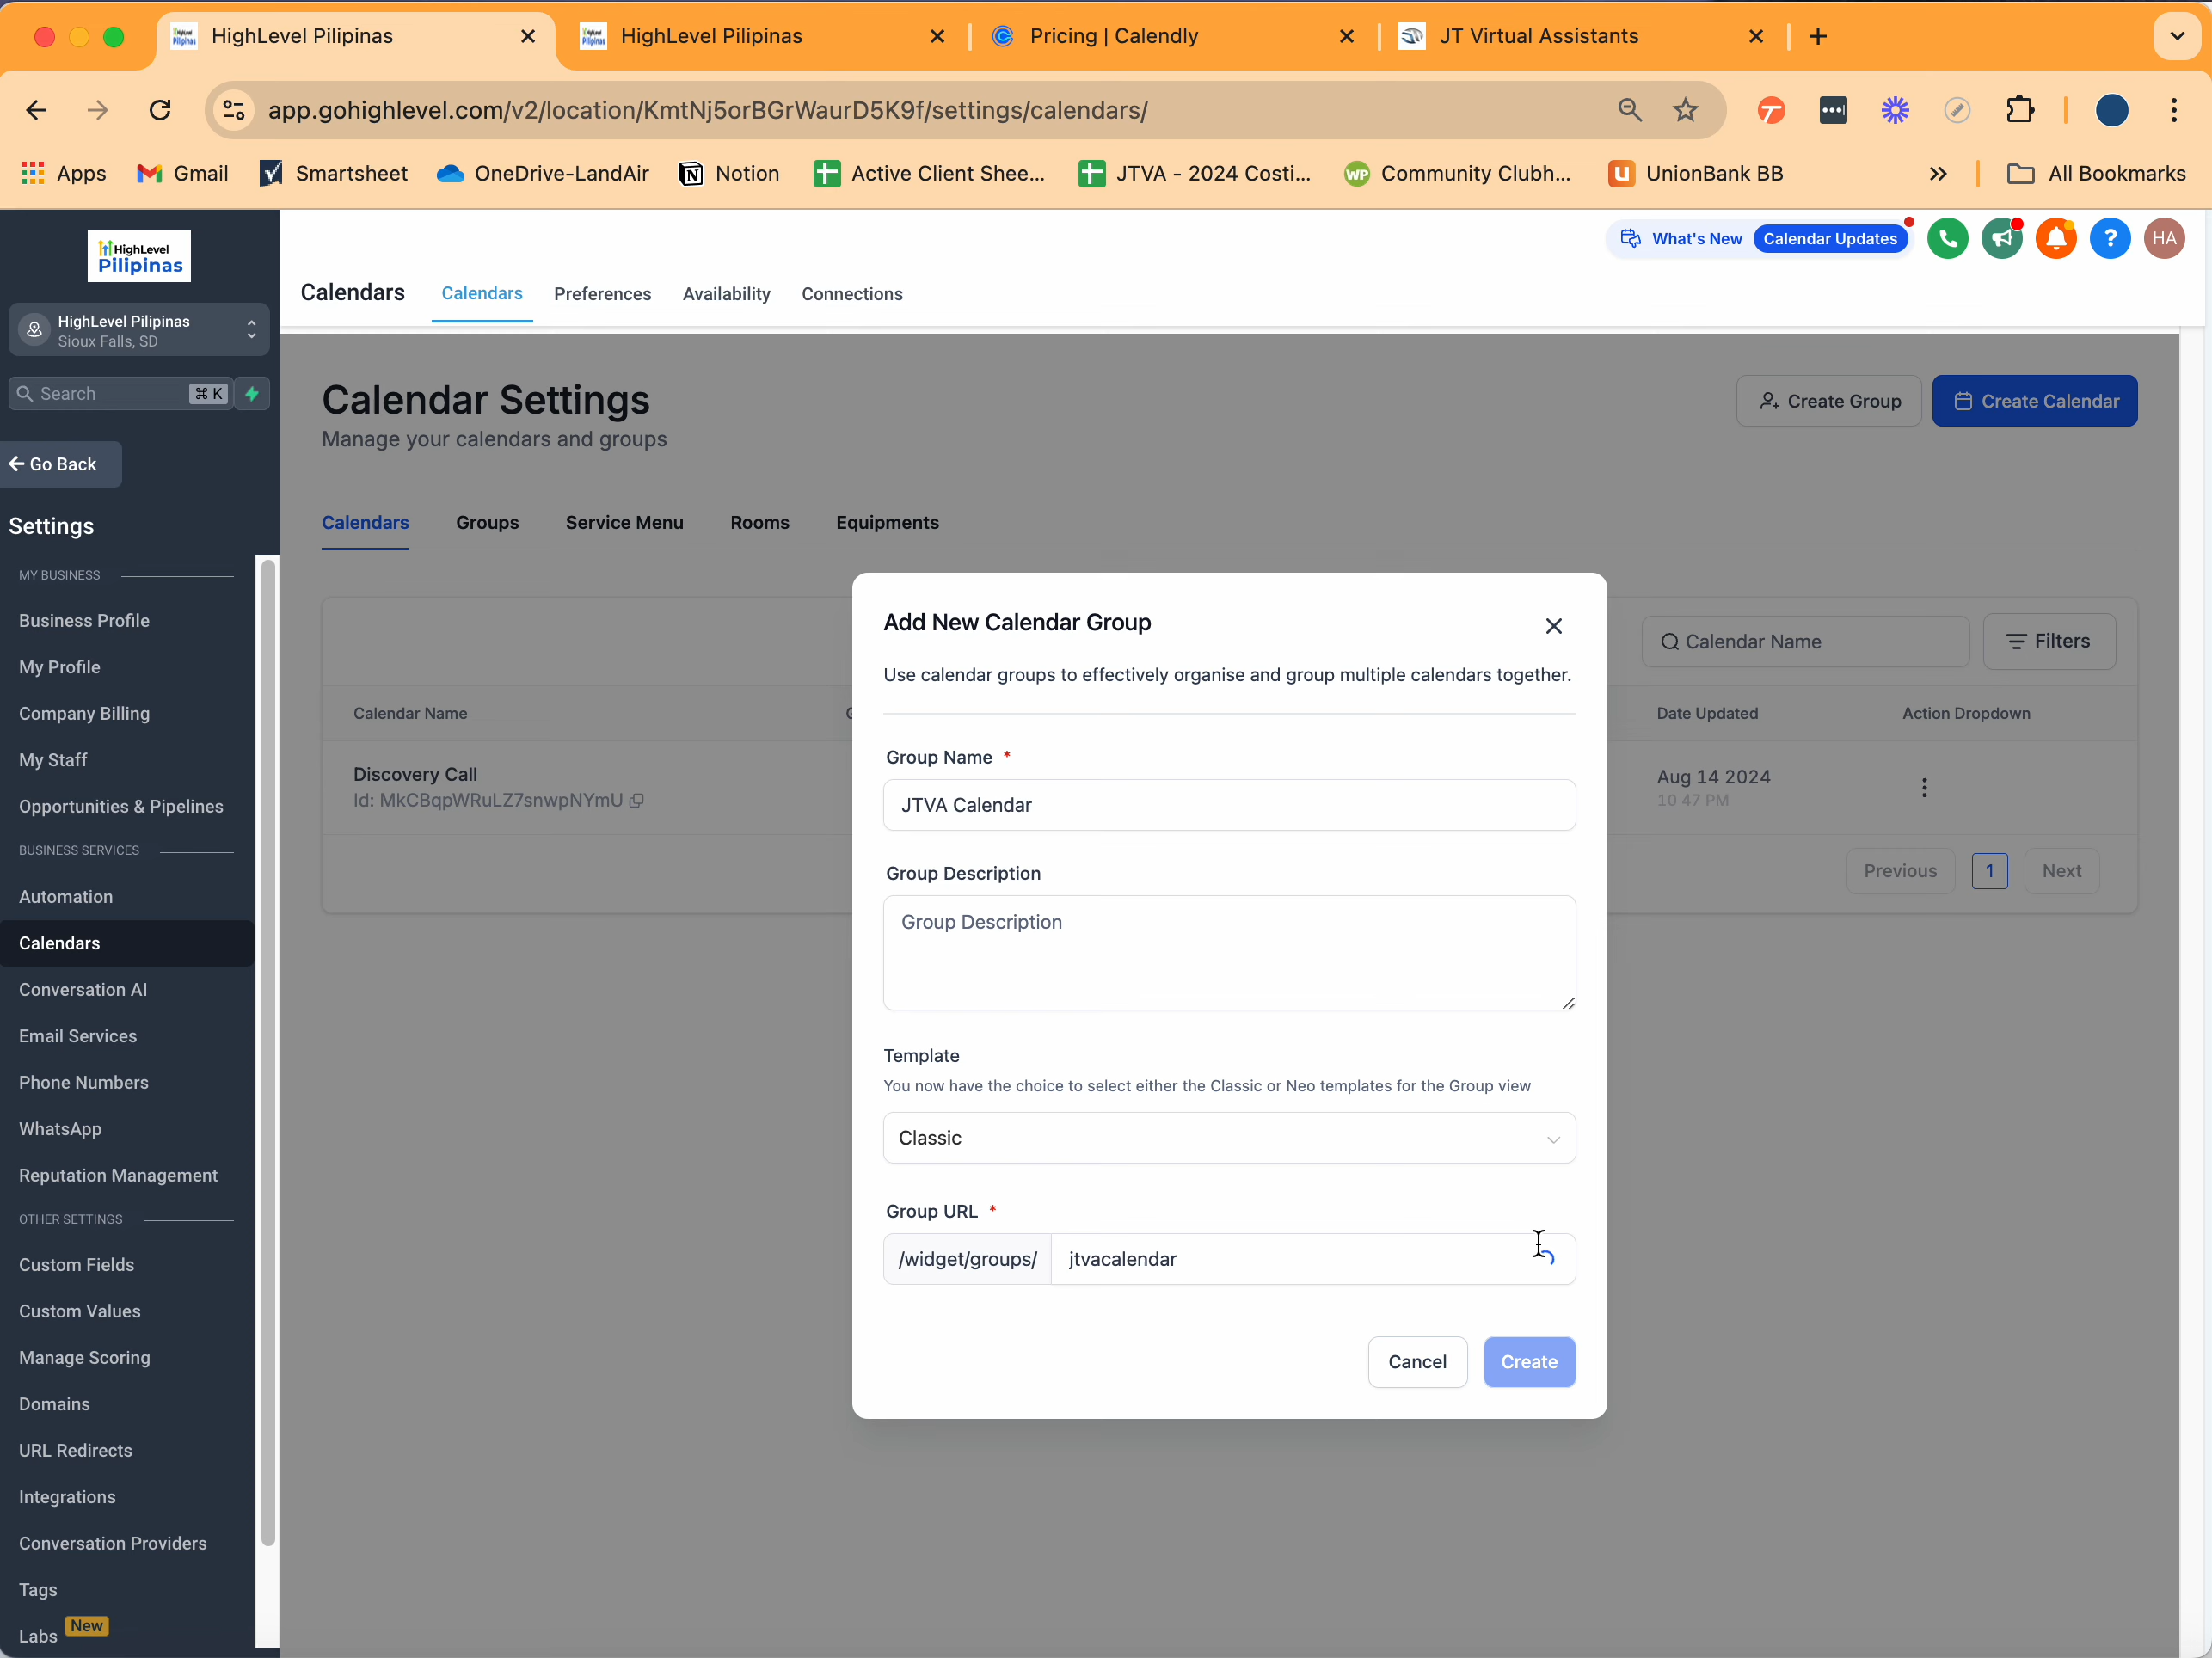 HighLevel Pilipinas
HighLevel Pilipinas
Pricing | Calendly
JT Virtual Assistants
app.gohighlevel.com/v2/location/KmtNj5orBGrWaurD5K9f/settings/calendars/
Apps
Gmail
Smartsheet
OneDrive-LandAir
Notion
Active Client Shee...
JTVA - 2024 Costi...
Community Clubh...
UnionBank BB
All Bookmarks
HighLevel
Pilipinas
HighLevel Pilipinas
Sioux Falls, SD
Search
⌘ K
Go Back
Settings
MY BUSINESS
Business Profile
My Profile
Company Billing
My Staff
Opportunities & Pipelines
BUSINESS SERVICES
Automation
Calendars
Conversation AI
Email Services
Phone Numbers
WhatsApp
Reputation Management
OTHER SETTINGS
Custom Fields
Custom Values
Manage Scoring
Domains
URL Redirects
Integrations
Conversation Providers
Tags
Labs New
What's New
Calendar Updates
HA
Calendars
Calendars
Preferences
Availability
Connections
Calendar Settings
Manage your calendars and groups
Create Group
Create Calendar
Calendars
Groups
Service Menu
Rooms
Equipments
Calendar Name
Filters
Calendar Name
Date Updated
Action Dropdown
Discovery Call
Id: MkCBqpWRuLZ7snwpNYmU
Aug 14 2024
10 47 PM
Previous
1
Next
Add New Calendar Group
Use calendar groups to effectively organise and group multiple calendars together.
Group Name *
JTVA Calendar
Group Description
Group Description
Template
You now have the choice to select either the Classic or Neo templates for the Group view
Classic
Group URL *
/widget/groups/
jtvacalendar
Cancel
Create